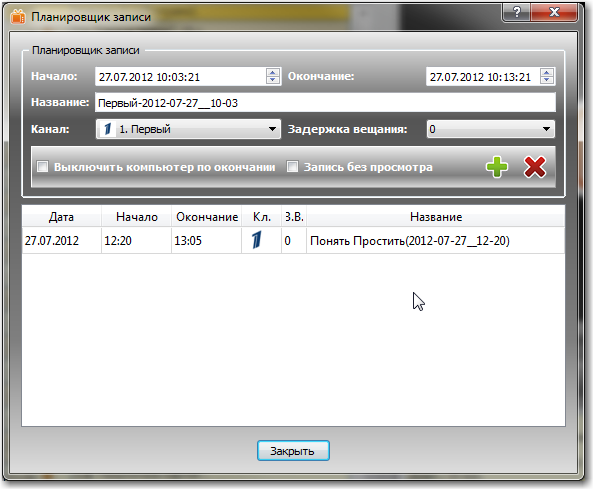 Планировщик записи
Планировщик записи
Начало: 27.07.2012 10:03:21 Окончание: 27.07.2012 10:13:21
Название: Первый-2012-07-27__10-03
Канал: 1. Первый Задержка вещания: 0
Выключить компьютер по окончании Запись без просмотра
Дата Начало Окончание Кл. З.В. Название
27.07.2012 12:20 13:05 0 Понять Простить(2012-07-27__12-20)
Закрыть